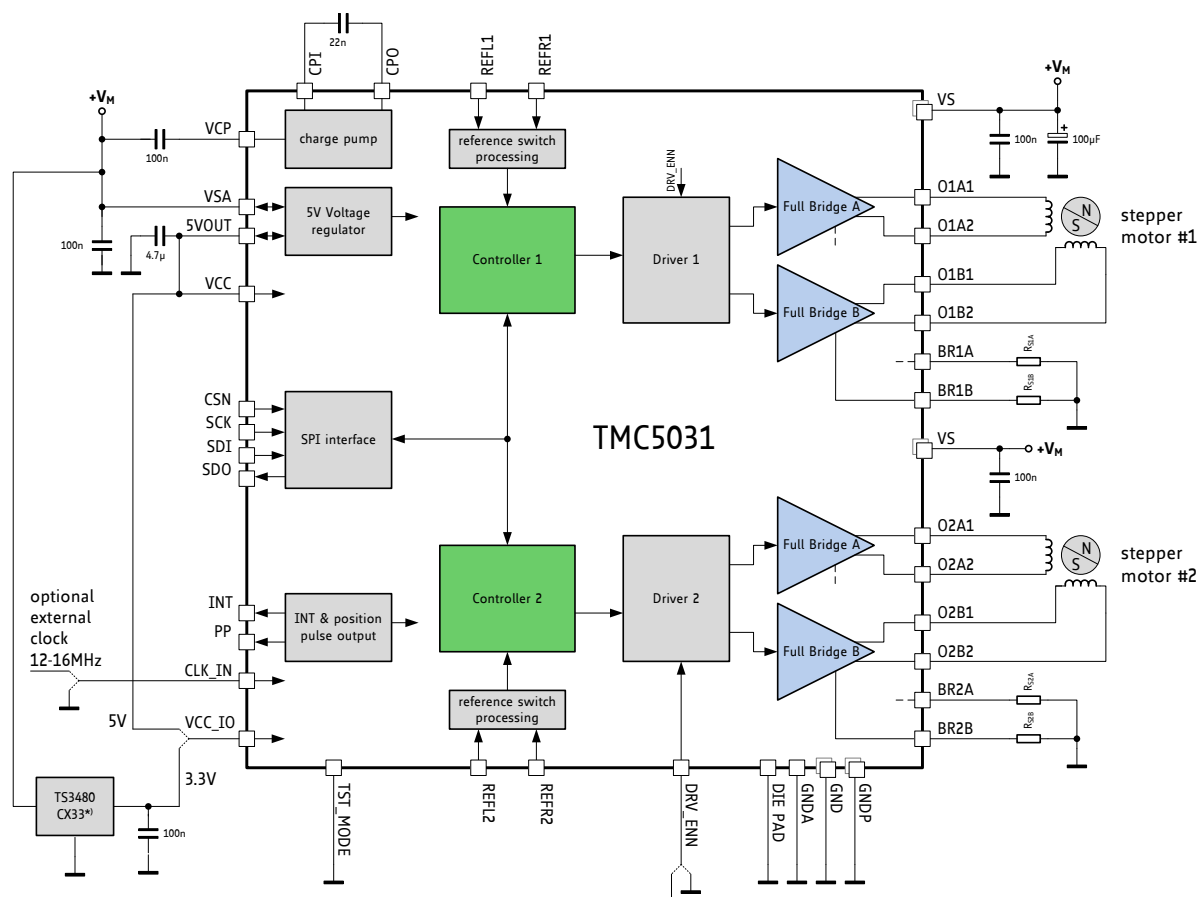 22n
CPI
CPO
REFL1
REFR1
+VM
+VM
VCP
100n
charge pump
reference switch
processing
VS
100n
+
100µF
DRV_ENN
VSA
5VOUT
5V Voltage
regulator
100n
4.7µ
VCC
Controller 1
Driver 1
Full Bridge A
Full Bridge B
O1A1
O1A2
O1B1
O1B2
BR1A
BR1B
RS1A
RS1B
N
S
stepper
motor #1
CSN
SCK
SDI
SDO
SPI interface
TMC5031
VS
+VM
100n
Controller 2
Driver 2
Full Bridge A
Full Bridge B
O2A1
O2A2
O2B1
O2B2
BR2A
BR2B
RS2A
RS2B
N
S
stepper
motor #2
optional
external
clock
12-16MHz
INT
PP
INT & position
pulse output
CLK_IN
reference switch
processing
5V
VCC_IO
3.3V
TS3480
CX33*)
100n
TST_MODE
REFL2
REFR2
DRV_ENN
DIE PAD
GNDA
GND
GNDP